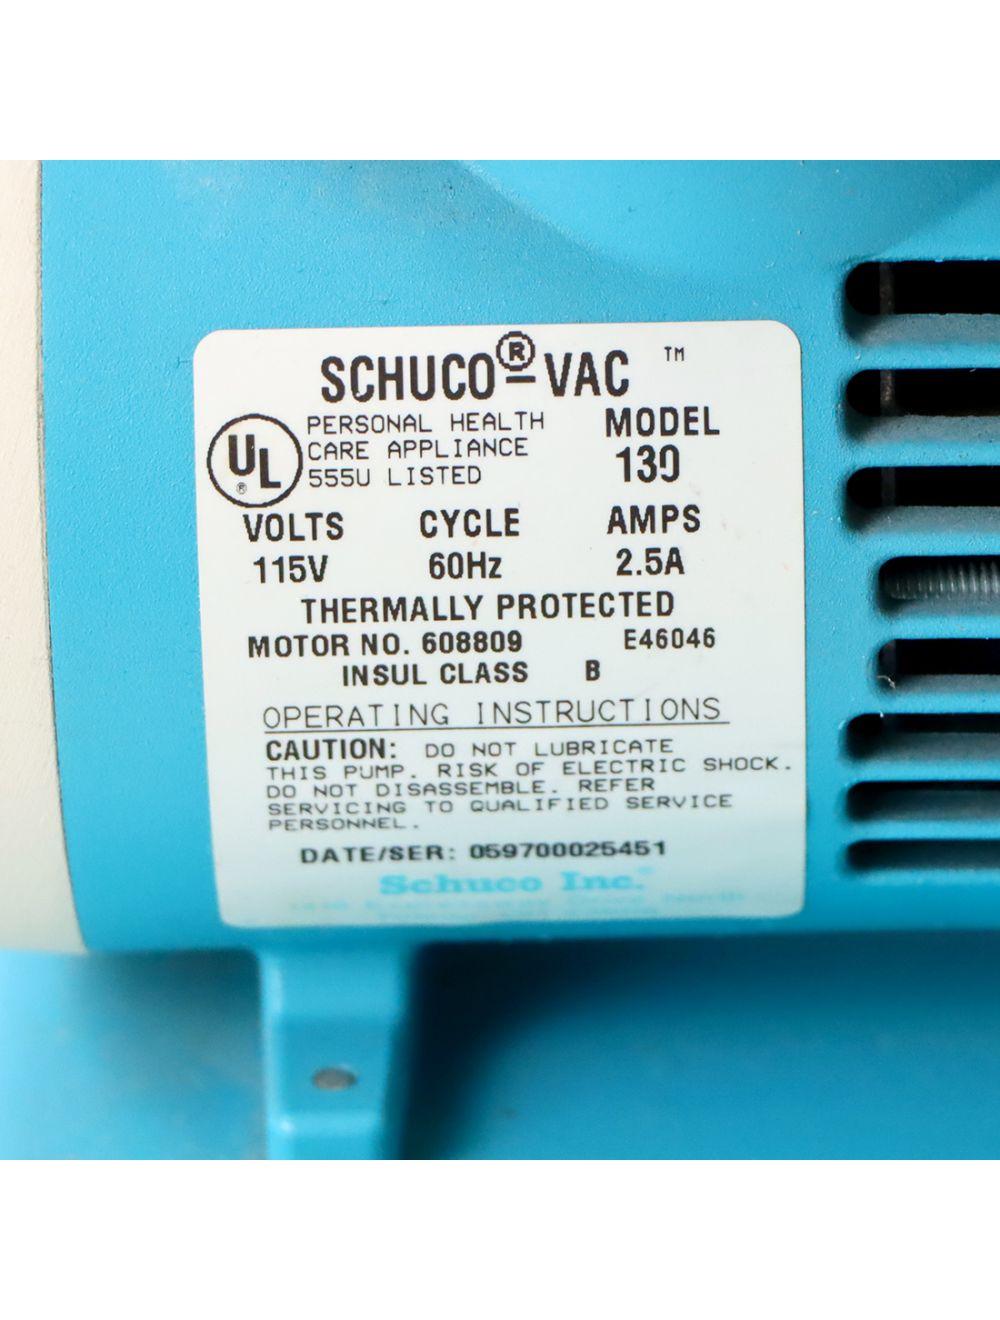 SCHUCO®-VAC ™
PERSONAL HEALTH
CARE APPLIANCE
555U LISTED
UL
®
MODEL
130
VOLTS CYCLE AMPS
115V 60Hz 2.5A
THERMALLY PROTECTED
MOTOR NO. 608809 E46046
INSUL CLASS B
OPERATING INSTRUCTIONS
CAUTION: DO NOT LUBRICATE
THIS PUMP. RISK OF ELECTRIC SHOCK.
DO NOT DISASSEMBLE. REFER
SERVICING TO QUALIFIED SERVICE
PERSONNEL.
DATE/SER: 059700025451
Schuco Inc.